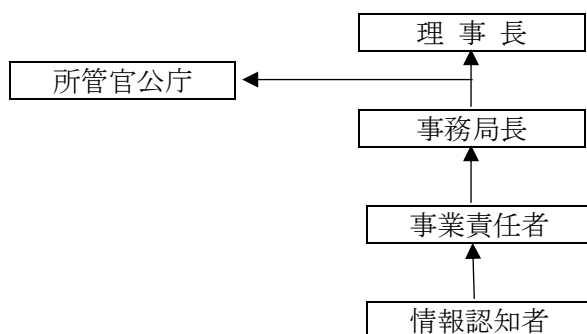 理 事 長
所管官公庁
事務局長
事業責任者
情報認知者